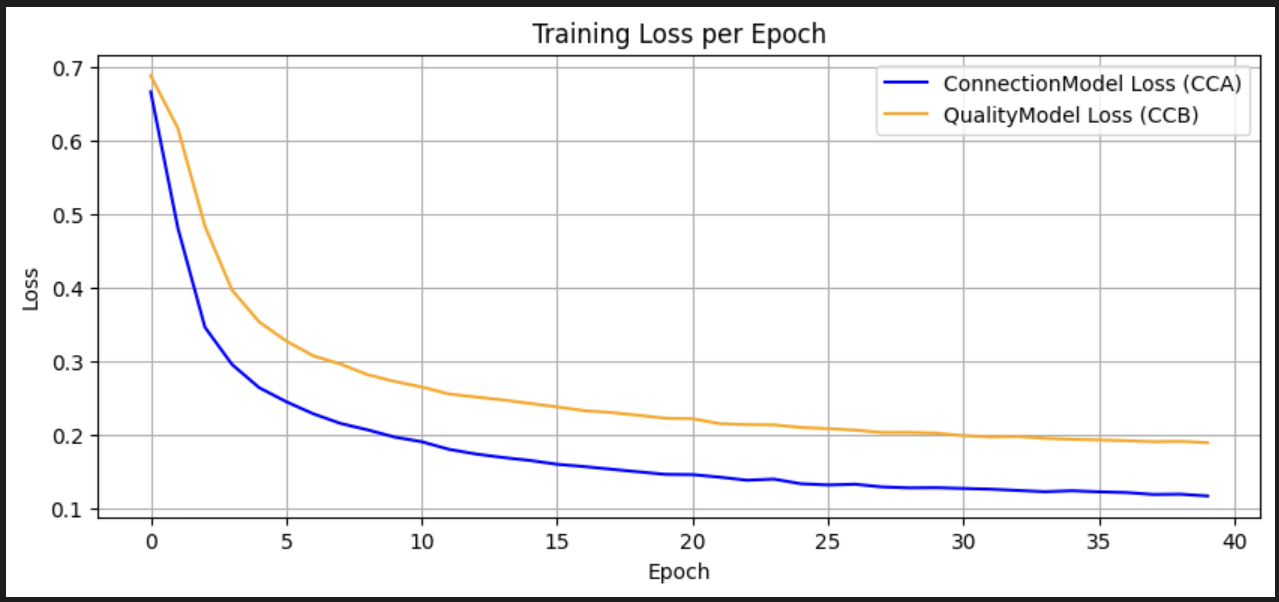 Training Loss per Epoch
ConnectionModel Loss (CCA)
QualityModel Loss (CCB)
Loss
0.7
0.6
0.5
0.4
0.3
0.2
0.1
0 5 10 15 20 25 30 35 40
Epoch